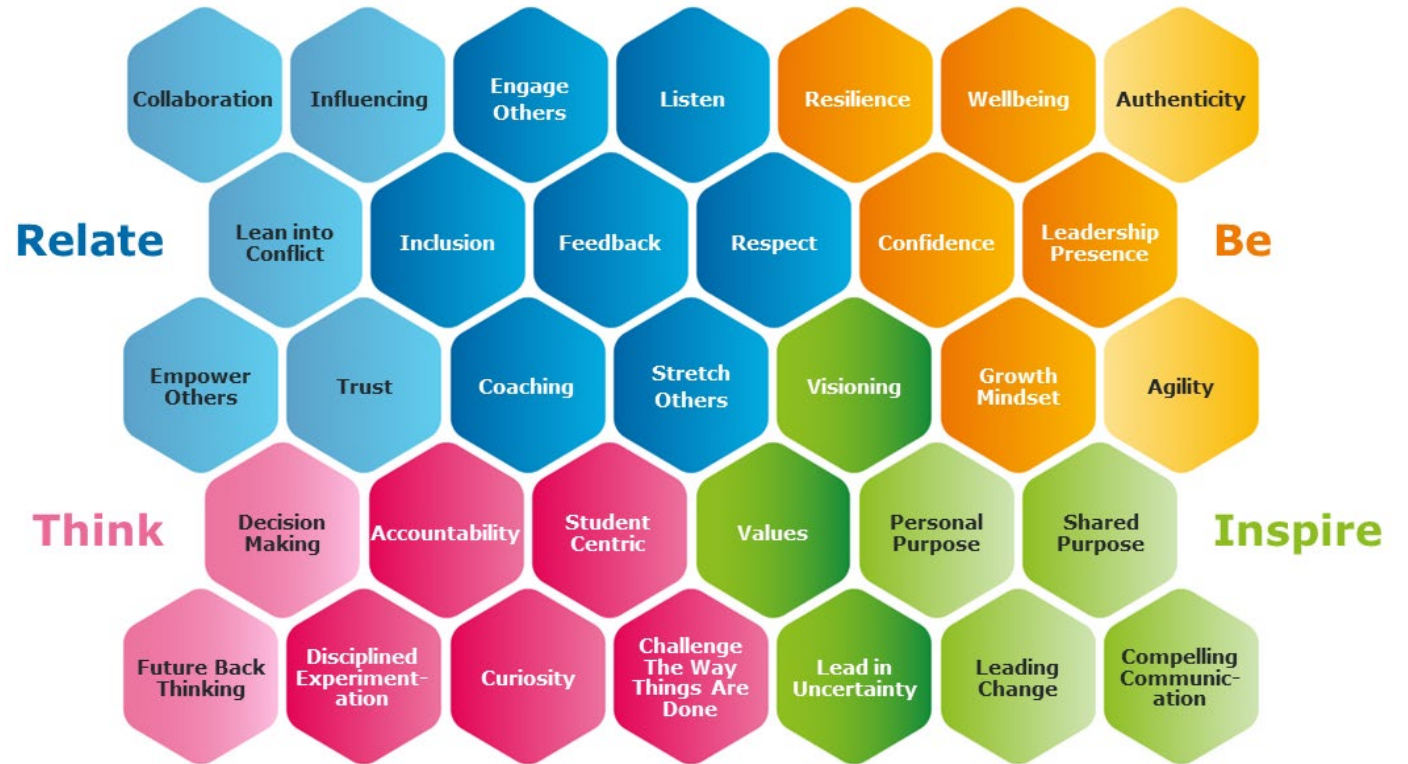 Collaboration
Influencing
Engage
Others
Listen
Resilience
Wellbeing
Authenticity
Relate
Lean into
Conflict
Inclusion
Feedback
Respect
Confidence
Leadership
Presence
Be
Empower
Others
Trust
Coaching
Stretch
Others
Visioning
Growth
Mindset
Agility
Think
Decision
Making
Accountability
Student
Centric
Values
Personal
Purpose
Shared
Purpose
Inspire
Future Back
Thinking
Disciplined
Experiment-
ation
Curiosity
Challenge
The Way
Things Are
Done
Lead in
Uncertainty
Leading
Change
Compelling
Communic-
ation